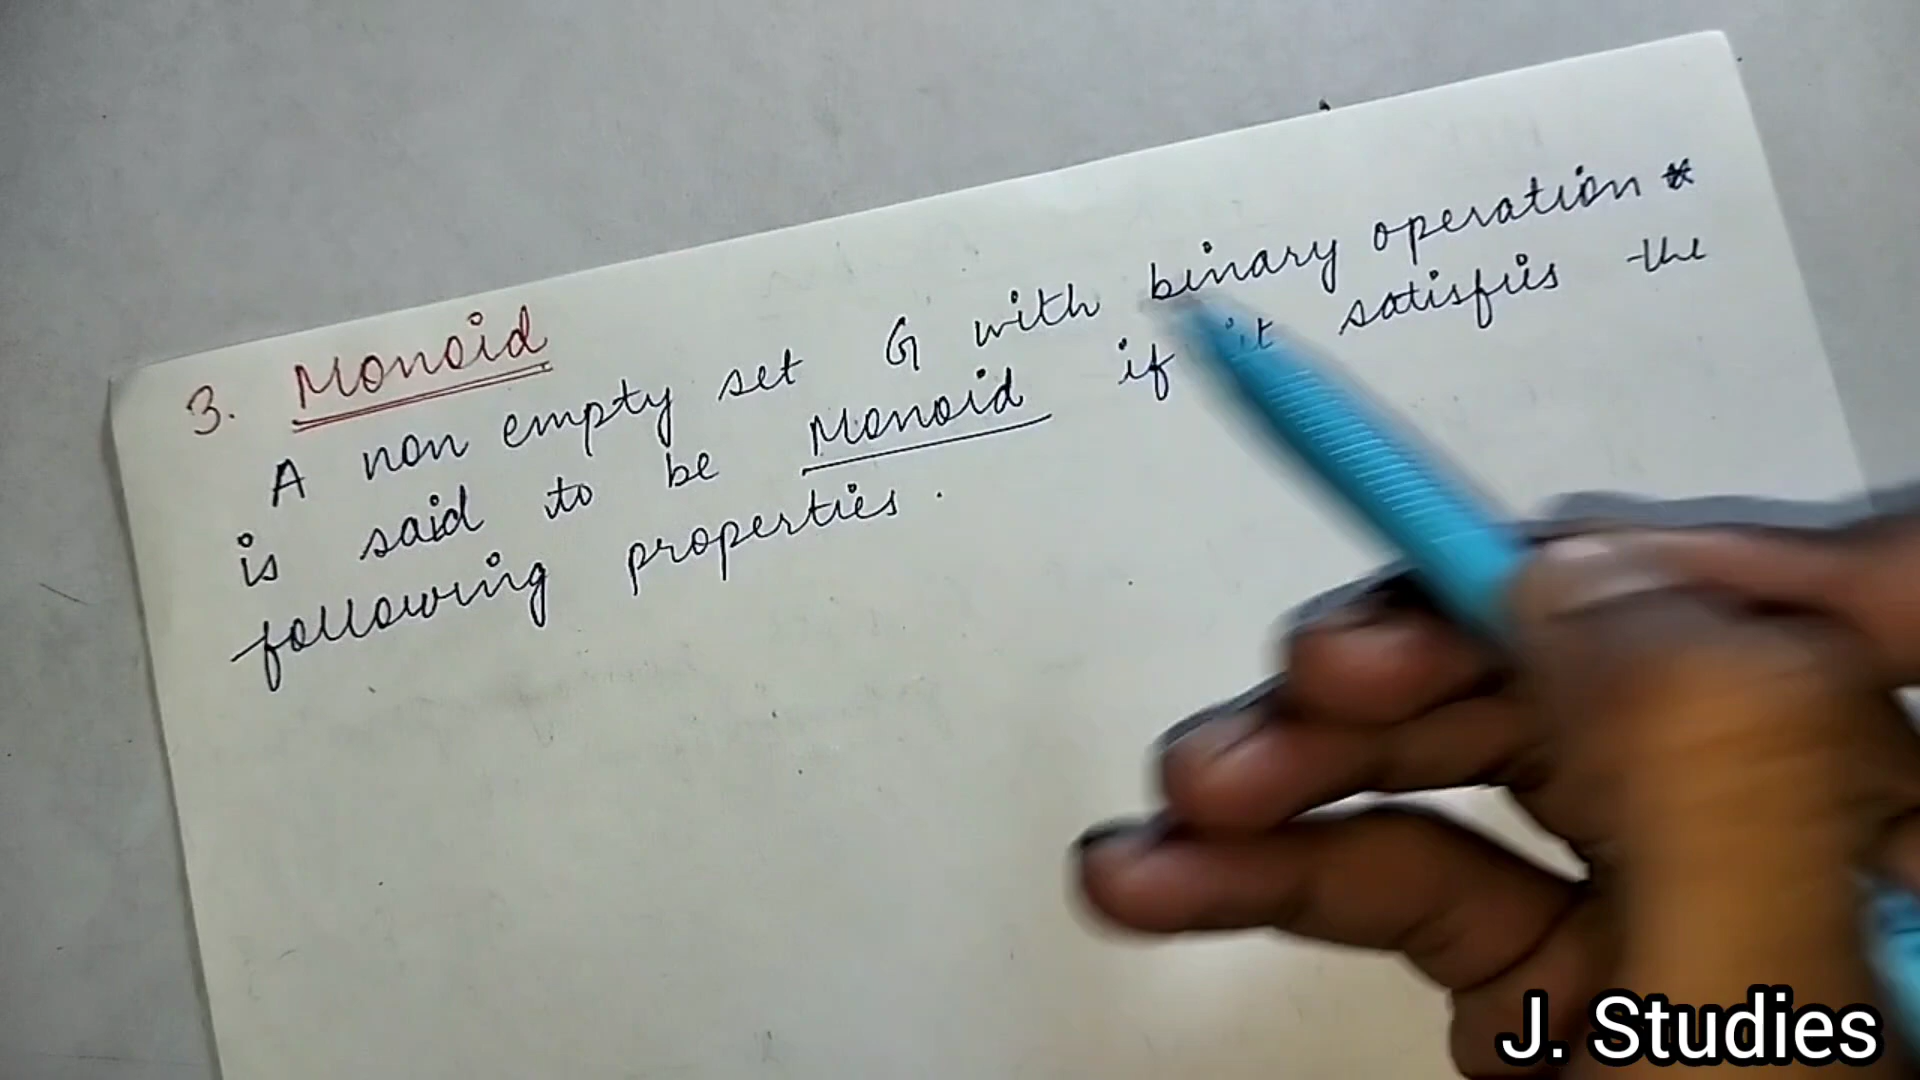 3. Monoid
A non empty set G with binary operation *
is said to be Monoid if it satisfies the
following properties.
J. Studies